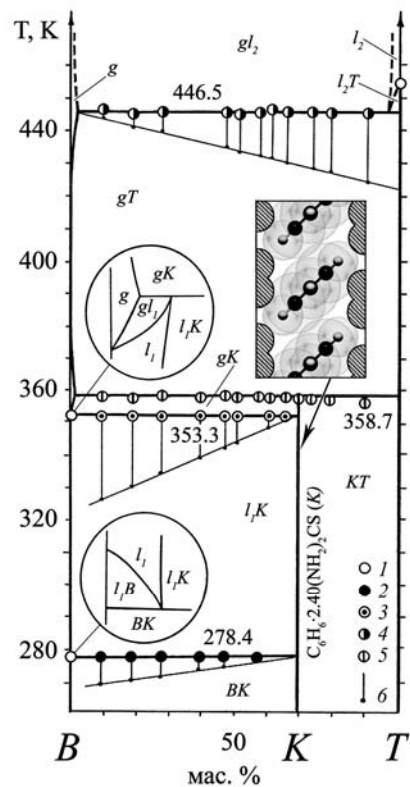 T, K
gl₂
l₂
g
446.5
l₂T
440
gT
400
gK
g
gl₁
l₁
l₁K
gK
360
353.3
358.7
KT
l₁K
320
C₆H₆·2.40(NH₂)₂CS (K)
l₁
l₁B
l₁K
BK
1
2
3
4
5
6
278.4
280
BK
B
50
K
T
мас. %